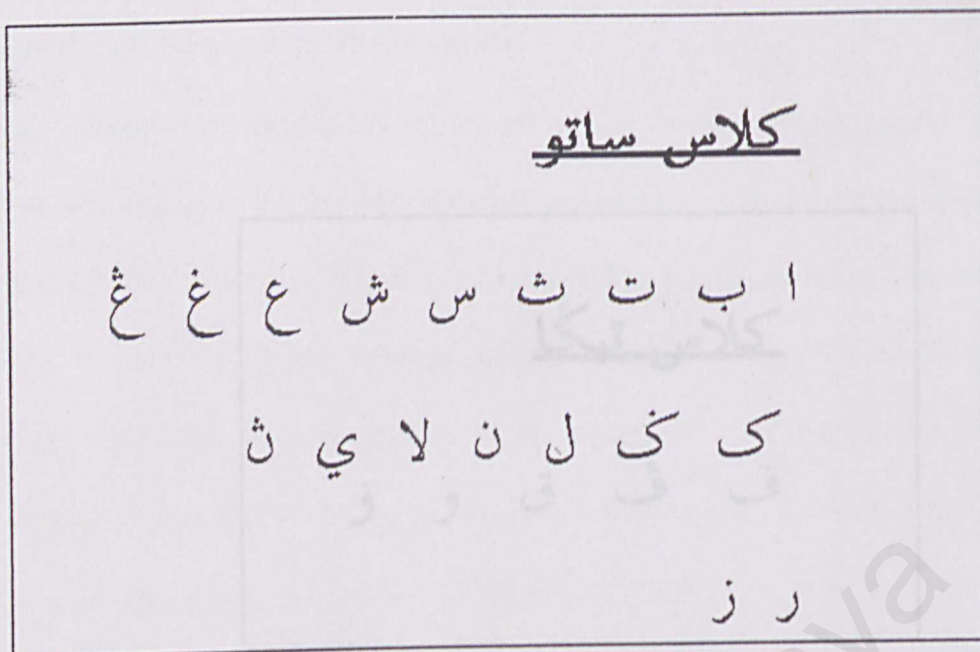 كلاس ساتو
ا ب ت ث س ش ع غ ڠ
ک ݢ ل ن لا ي ڽ
ر ز